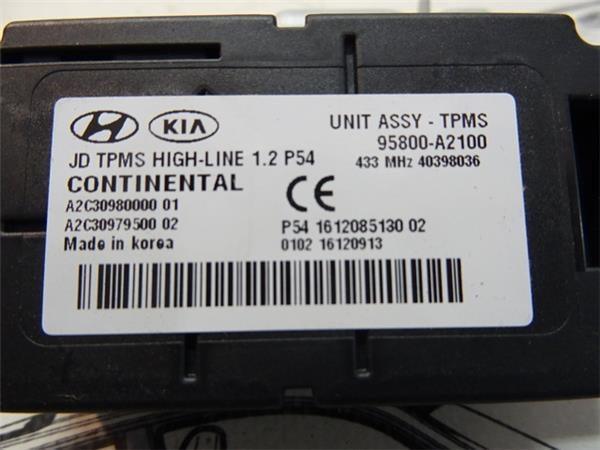 HYUNDAI KIA
UNIT ASSY - TPMS
95800-A2100
JD TPMS HIGH-LINE 1.2 P54
433 MHz 40398036
CONTINENTAL
CE
A2C30980000 01
A2C30979500 02
P54 1612085130 02
Made in korea
0102 16120913